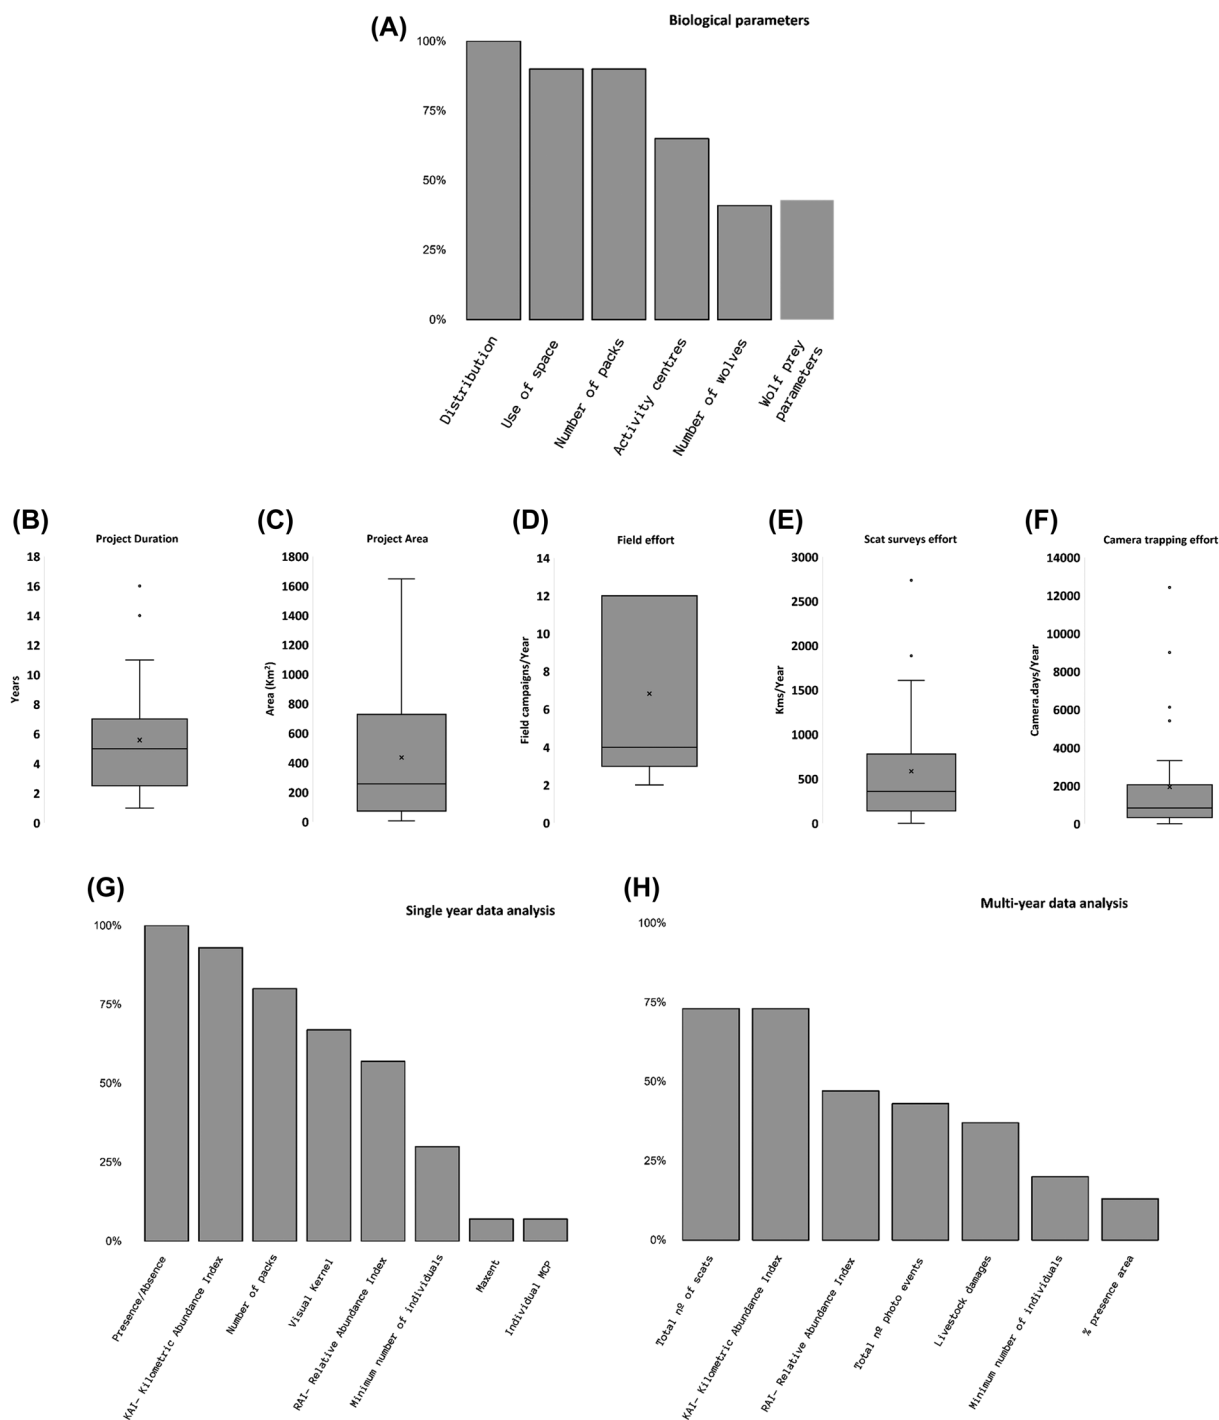 (A)
Biological parameters
100%
75%
50%
25%
0%
Distribution
Use of space
Number of packs
Activity centres
Number of wolves
Wolf prey
parameters
(B)
Project Duration
Years
18
16
14
12
10
8
6
4
2
0
(C)
Project Area
Area (Km²)
1800
1600
1400
1200
1000
800
600
400
200
0
(D)
Field effort
Field campaigns/Year
14
12
10
8
6
4
2
0
(E)
Scat surveys effort
Kms/Year
3000
2500
2000
1500
1000
500
0
(F)
Camera trapping effort
Camera.days/Year
14000
12000
10000
8000
6000
4000
2000
0
(G)
Single year data analysis
100%
75%
50%
25%
0%
Presence/Absence
KAI- Kilometric Abundance Index
Number of packs
Visual Kernel
RAI- Relative Abundance Index
Minimum number of individuals
Maxent
Individual MCP
(H)
Multi-year data analysis
100%
75%
50%
25%
0%
Total nº of scats
KAI- Kilometric Abundance Index
RAI- Relative Abundance Index
Total nº photo events
Livestock damages
Minimum number of individuals
% presence area